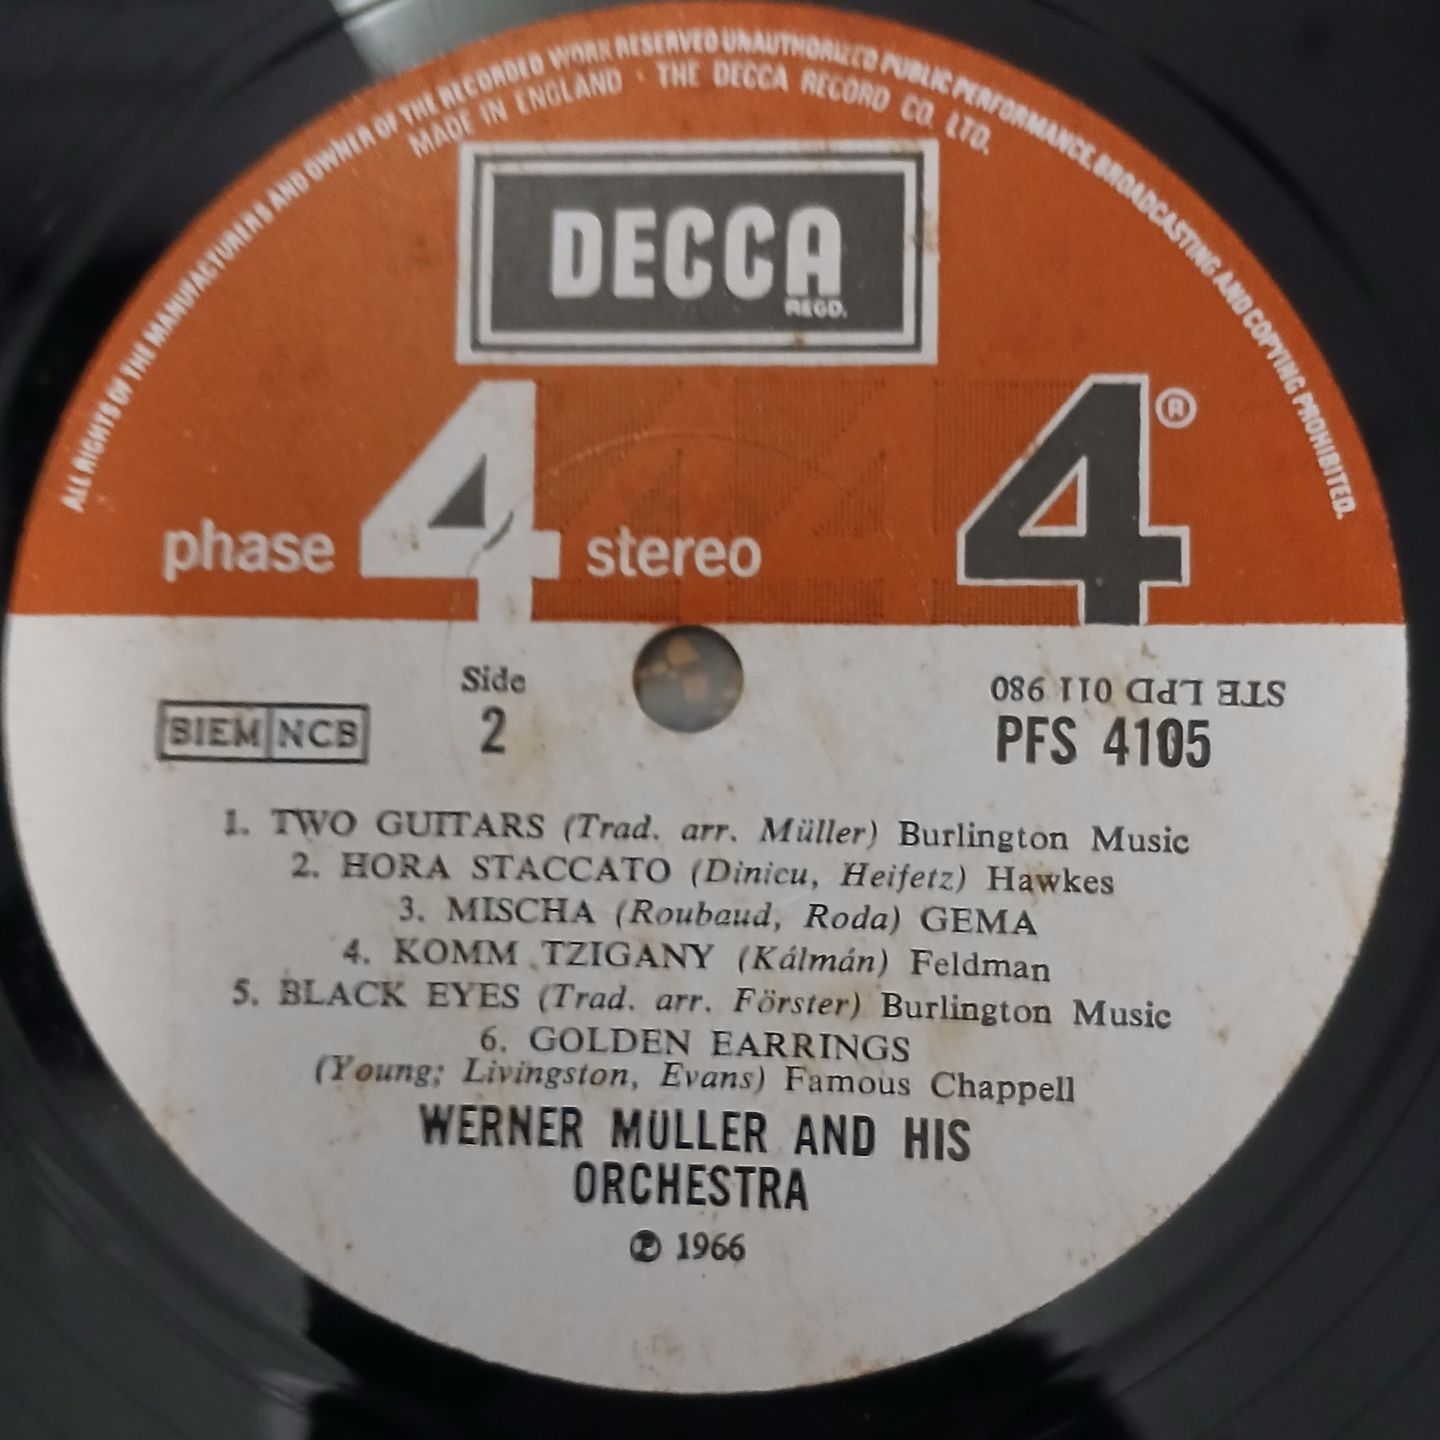 ALL RIGHTS OF THE MANUFACTURERS AND OWNER OF THE RECORDED WORK RESERVED UNAUTHORIZED PUBLIC PERFORMANCE, BROADCASTING AND COPYING PROHIBITED.
MADE IN ENGLAND · THE DECCA RECORD CO. LTD.
DECCA
REGD.
phase 4 stereo 4®
Side
2
BIEM NCB
STE LPD 011 980
PFS 4105
1. TWO GUITARS (Trad. arr. Müller) Burlington Music
2. HORA STACCATO (Dinicu, Heifetz) Hawkes
3. MISCHA (Roubaud, Roda) GEMA
4. KOMM TZIGANY (Kálmán) Feldman
5. BLACK EYES (Trad. arr. Förster) Burlington Music
6. GOLDEN EARRINGS
(Young; Livingston, Evans) Famous Chappell
WERNER MULLER AND HIS
ORCHESTRA
℗ 1966